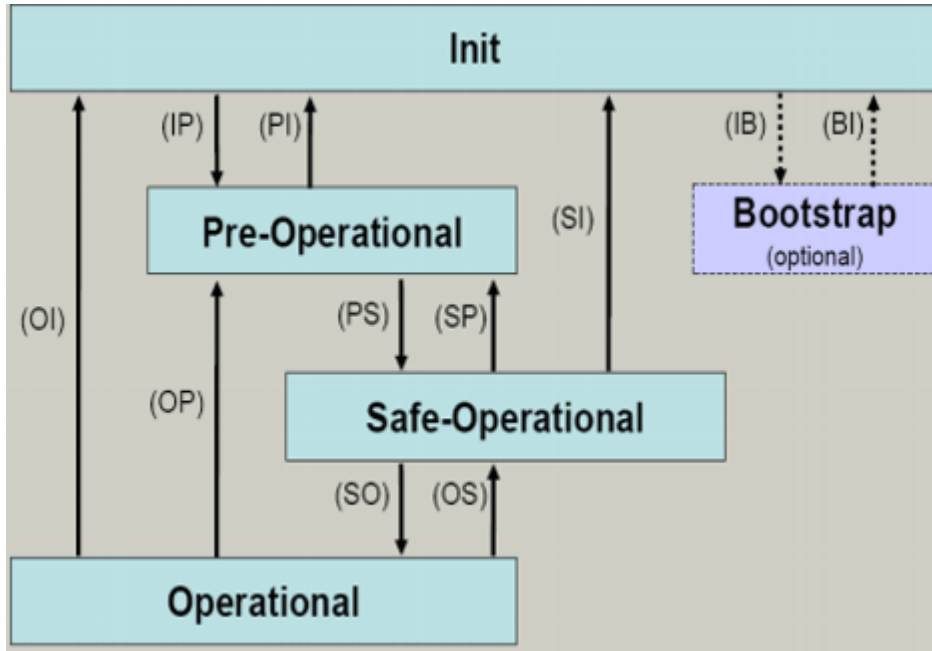 Init
(IP)
(PI)
(IB)
(BI)
Pre-Operational
(SI)
Bootstrap
(optional)
(OI)
(PS)
(SP)
(OP)
Safe-Operational
(SO)
(OS)
Operational